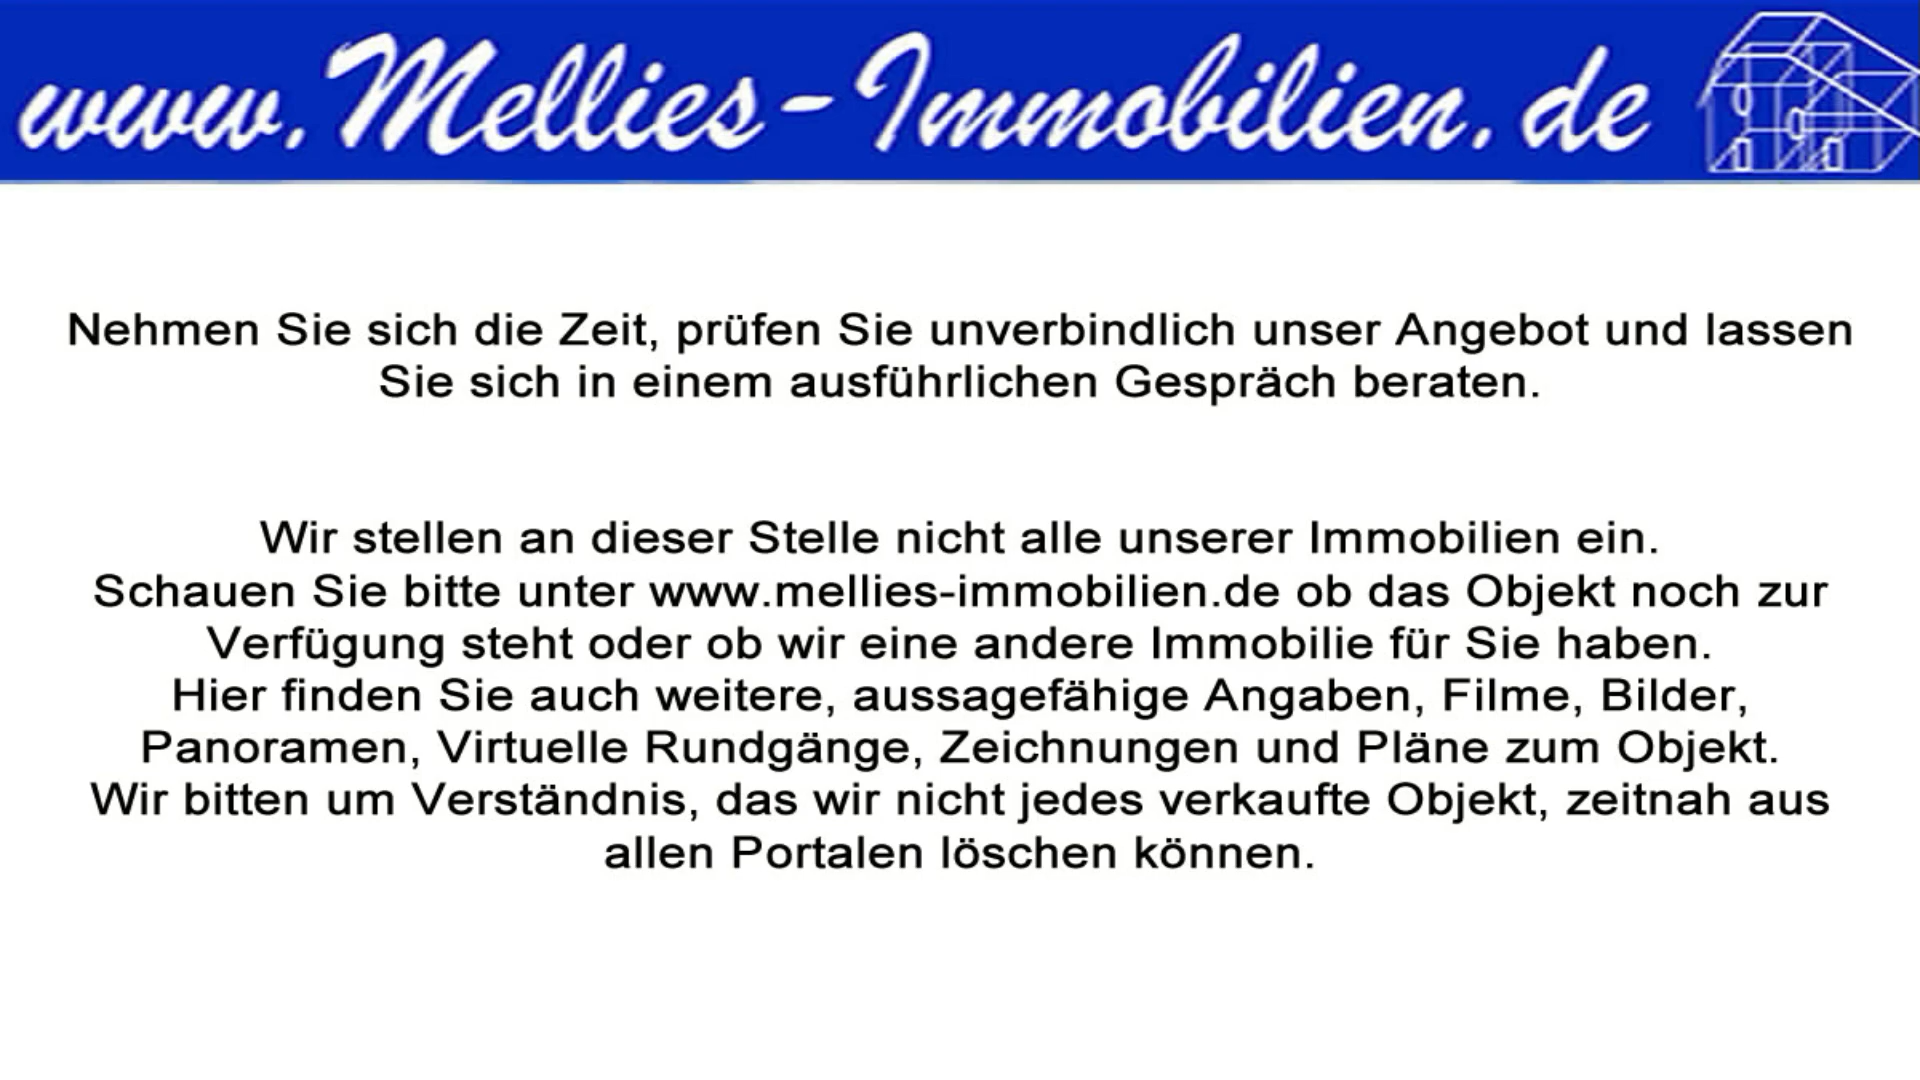 www.Mellies-Immobilien.de
Nehmen Sie sich die Zeit, prüfen Sie unverbindlich unser Angebot und lassen
Sie sich in einem ausführlichen Gespräch beraten.
Wir stellen an dieser Stelle nicht alle unserer Immobilien ein.
Schauen Sie bitte unter www.mellies-immobilien.de ob das Objekt noch zur
Verfügung steht oder ob wir eine andere Immobilie für Sie haben.
Hier finden Sie auch weitere, aussagefähige Angaben, Filme, Bilder,
Panoramen, Virtuelle Rundgänge, Zeichnungen und Pläne zum Objekt.
Wir bitten um Verständnis, das wir nicht jedes verkaufte Objekt, zeitnah aus
allen Portalen löschen können.